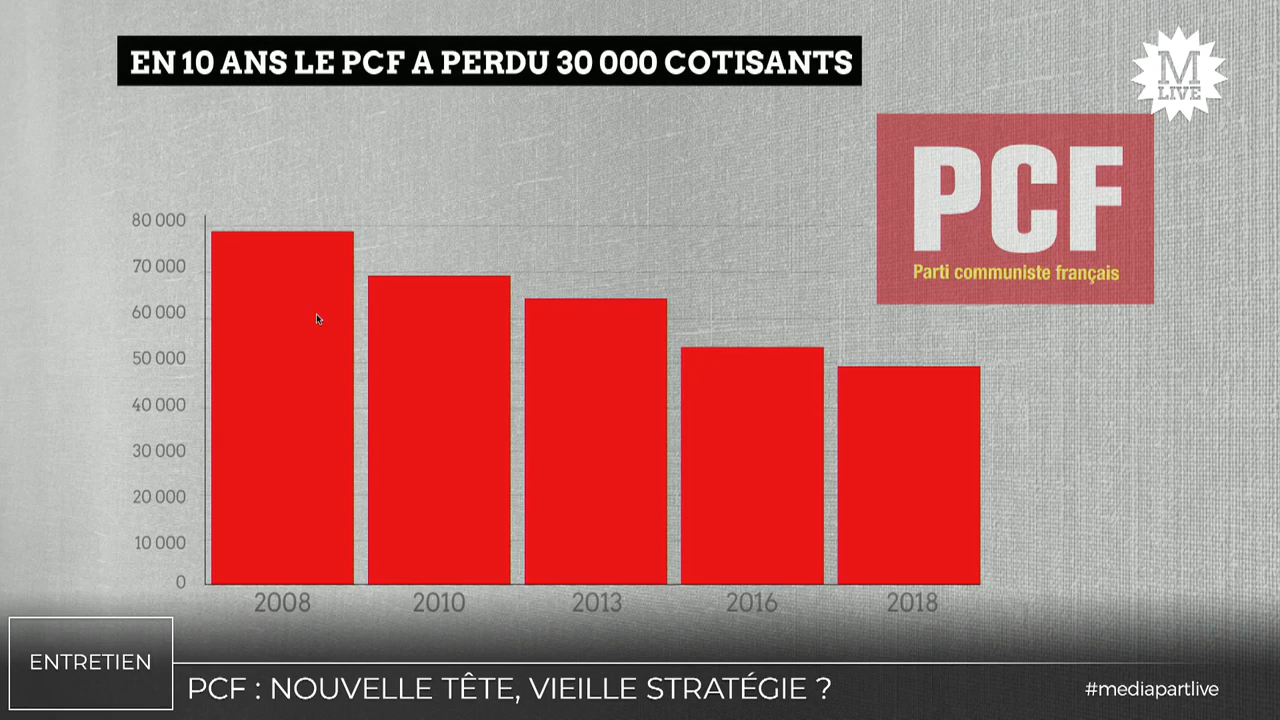 EN 10 ANS LE PCF A PERDU 30 000 COTISANTS
M
LIVE
PCF
Parti communiste français
80 000
70 000
60 000
50 000
40 000
30 000
20 000
10 000
0
2008 2010 2013 2016 2018
ENTRETIEN
PCF : NOUVELLE TÊTE, VIEILLE STRATÉGIE ?
#mediapartlive